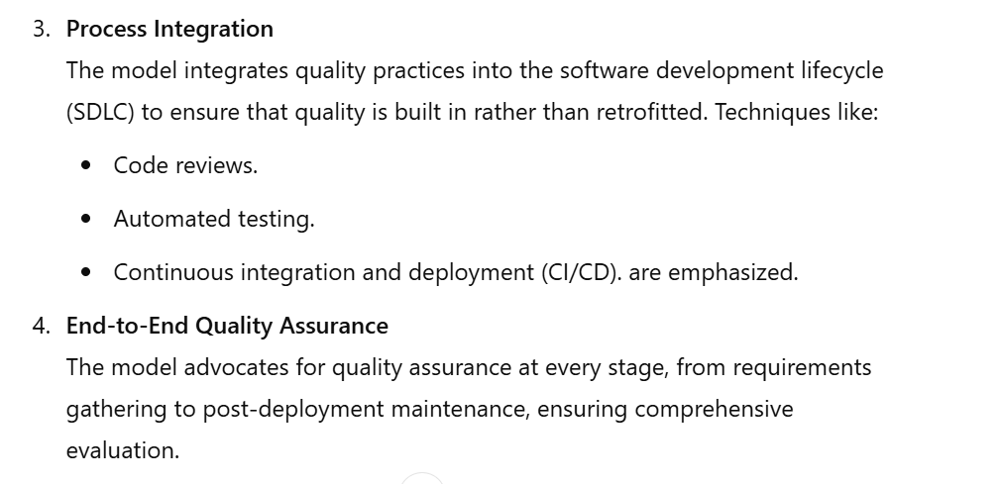 3. Process Integration
The model integrates quality practices into the software development lifecycle
(SDLC) to ensure that quality is built in rather than retrofitted. Techniques like:
• Code reviews.
• Automated testing.
• Continuous integration and deployment (CI/CD). are emphasized.
4. End-to-End Quality Assurance
The model advocates for quality assurance at every stage, from requirements
gathering to post-deployment maintenance, ensuring comprehensive
evaluation.